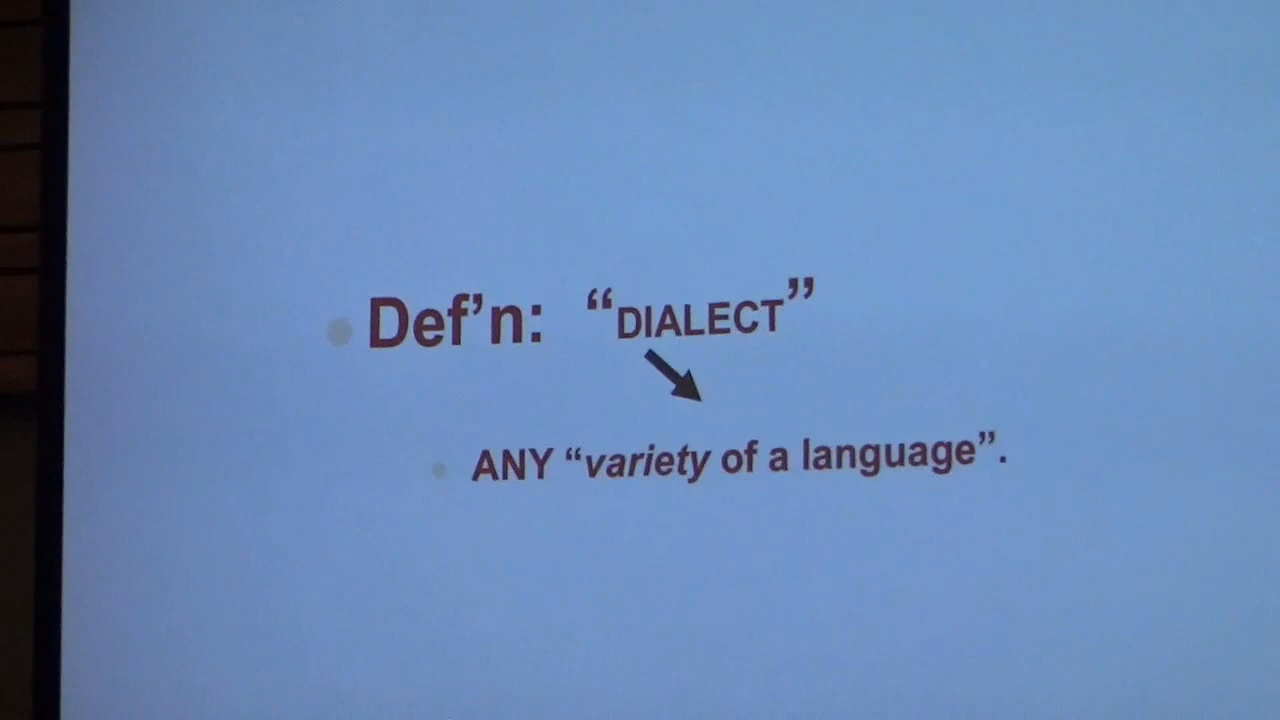 Def’n: “DIALECT”
ANY “variety of a language”.